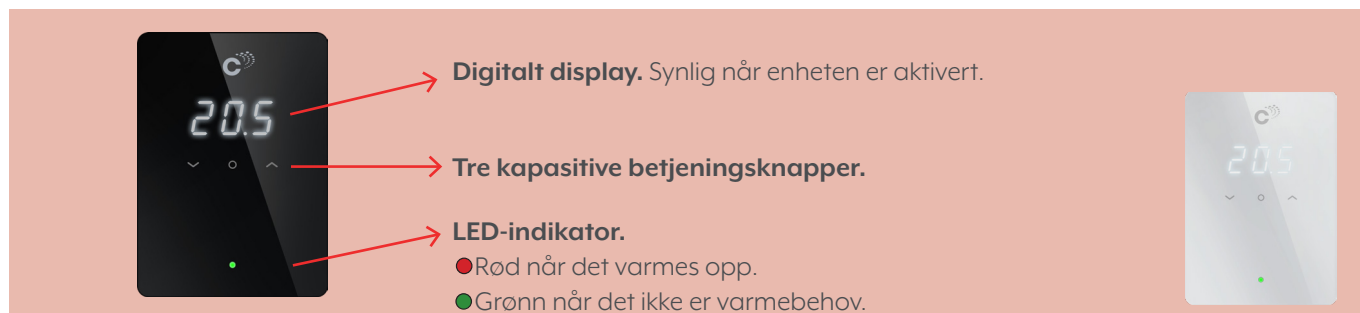 C
20.5
Digitalt display. Synlig når enheten er aktivert.
Tre kapasitive betjeningsknapper.
LED-indikator.
Rød når det varmes opp.
Grønn når det ikke er varmebehov.
C
20.5